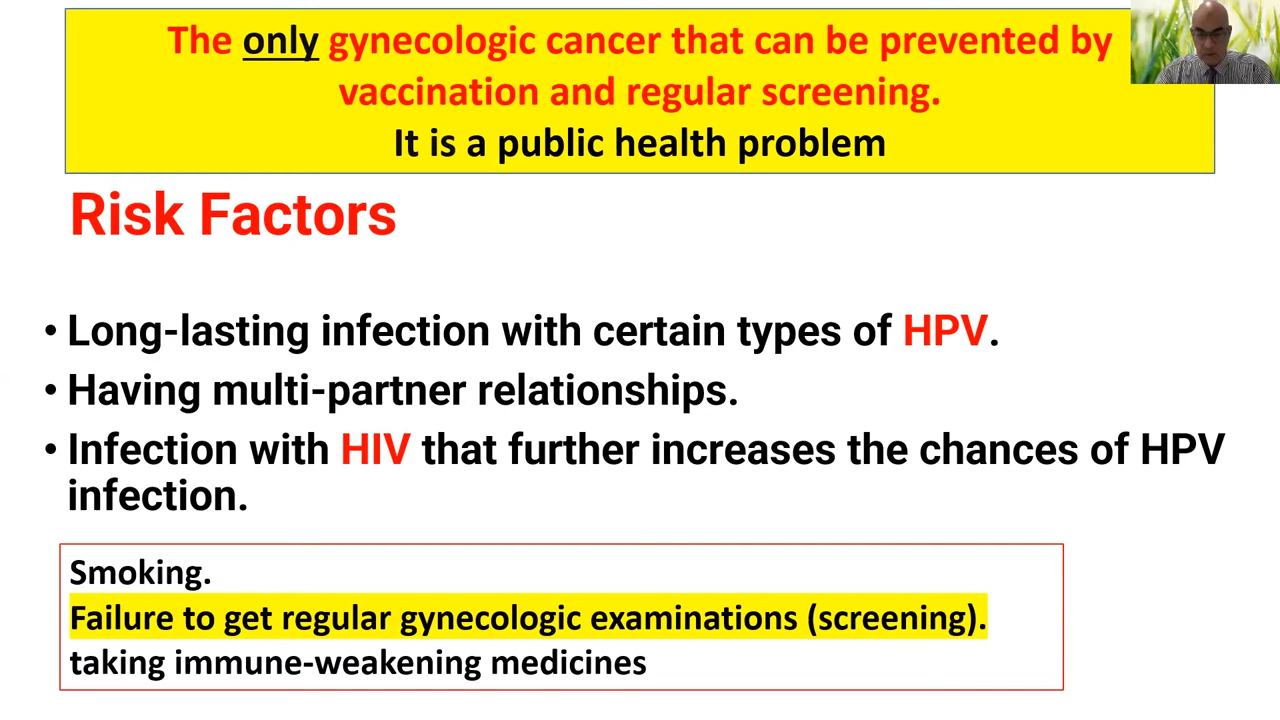 The only gynecologic cancer that can be prevented by
vaccination and regular screening.
It is a public health problem
Risk Factors
• Long-lasting infection with certain types of HPV.
• Having multi-partner relationships.
• Infection with HIV that further increases the chances of HPV
infection.
Smoking.
Failure to get regular gynecologic examinations (screening).
taking immune-weakening medicines